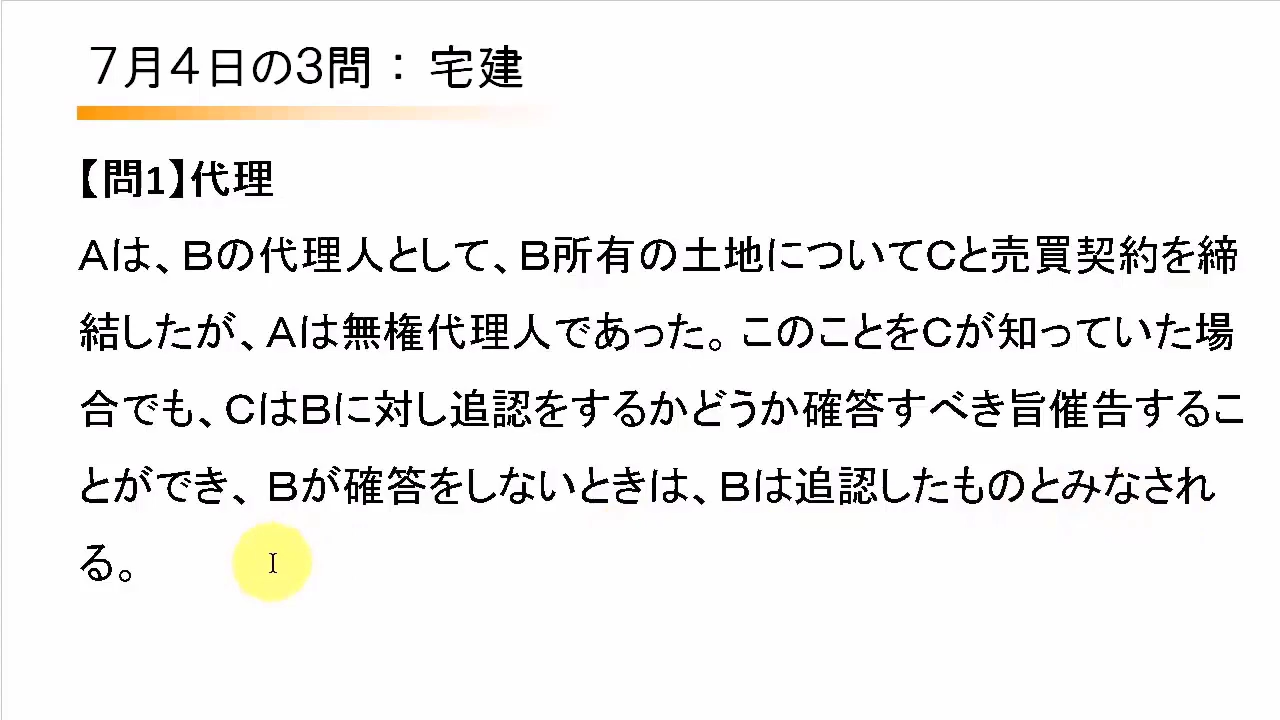 ７月４日の３問：宅建
【問1】代理
Ａは、Ｂの代理人として、Ｂ所有の土地についてＣと売買契約を締
結したが、Ａは無権代理人であった。このことをＣが知っていた場
合でも、ＣはＢに対し追認をするかどうか確答すべき旨催告するこ
とができ、Ｂが確答をしないときは、Ｂは追認したものとみなされ
る。